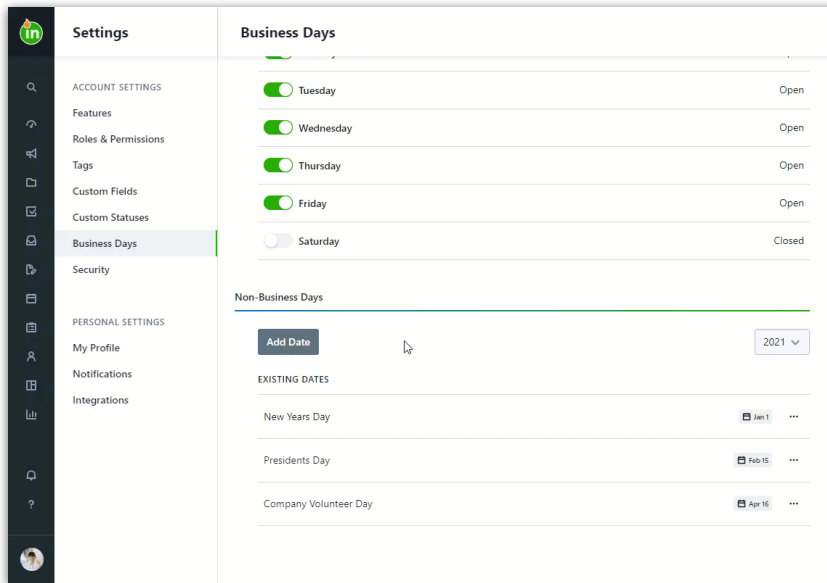 in
Settings
Business Days
ACCOUNT SETTINGS
Features
Roles & Permissions
Tags
Custom Fields
Custom Statuses
Business Days
Security
PERSONAL SETTINGS
My Profile
Notifications
Integrations
Tuesday Open
Wednesday Open
Thursday Open
Friday Open
Saturday Closed
Non-Business Days
Add Date 2021
EXISTING DATES
New Years Day Jan 1
Presidents Day Feb 15
Company Volunteer Day Apr 16
?